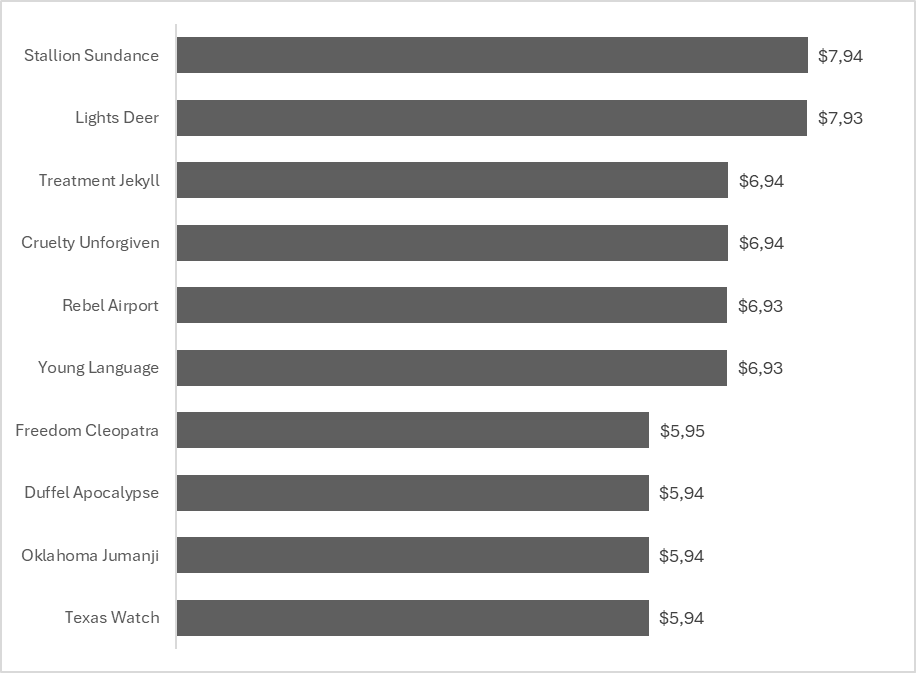 Stallion Sundance $7,94
Lights Deer $7,93
Treatment Jekyll $6,94
Cruelty Unforgiven $6,94
Rebel Airport $6,93
Young Language $6,93
Freedom Cleopatra $5,95
Duffel Apocalypse $5,94
Oklahoma Jumanji $5,94
Texas Watch $5,94